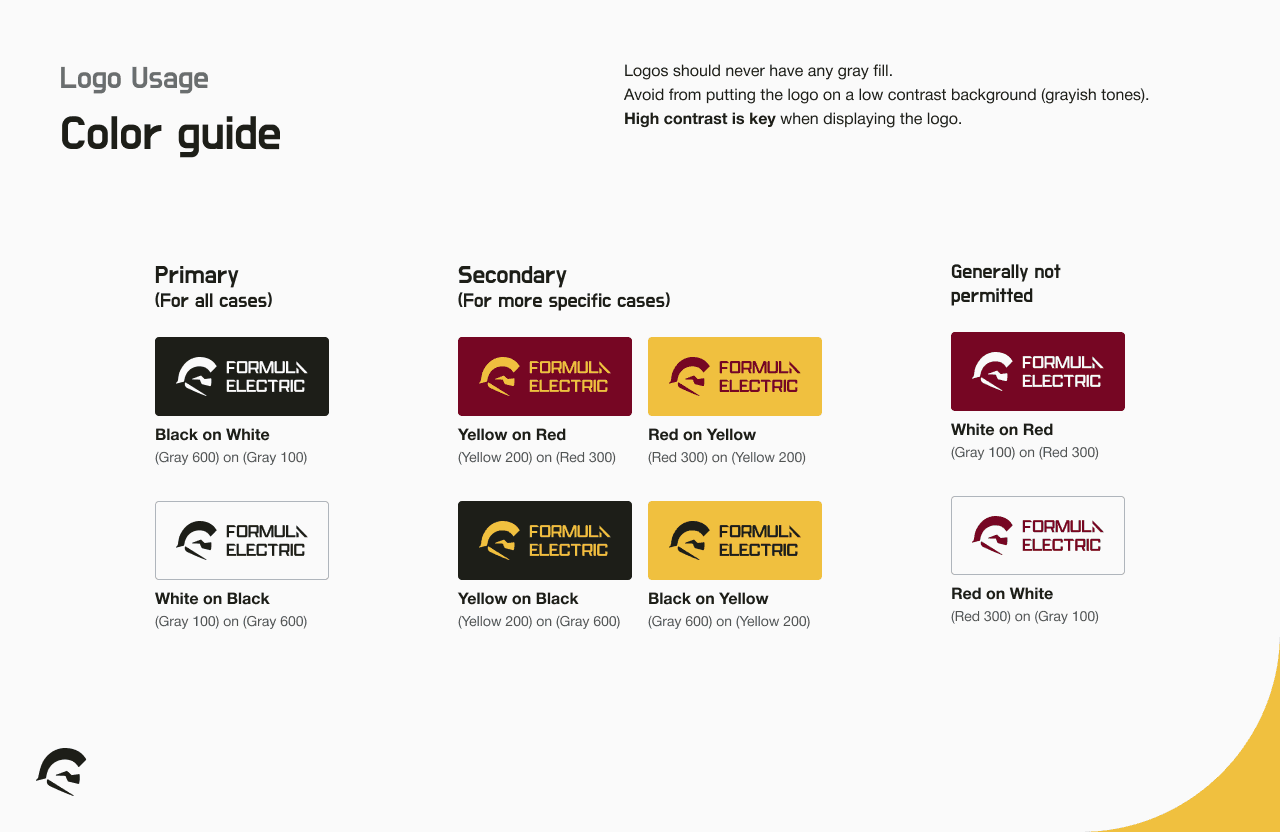 Logo Usage
Color guide
Logos should never have any gray fill.
Avoid from putting the logo on a low contrast background (grayish tones).
High contrast is key when displaying the logo.
Primary
(For all cases)
FORMULA
ELECTRIC
Black on White
(Gray 600) on (Gray 100)
FORMULA
ELECTRIC
White on Black
(Gray 100) on (Gray 600)
Secondary
(For more specific cases)
FORMULA
ELECTRIC
Yellow on Red
(Yellow 200) on (Red 300)
FORMULA
ELECTRIC
Red on Yellow
(Red 300) on (Yellow 200)
FORMULA
ELECTRIC
Yellow on Black
(Yellow 200) on (Gray 600)
FORMULA
ELECTRIC
Black on Yellow
(Gray 600) on (Yellow 200)
Generally not
permitted
FORMULA
ELECTRIC
White on Red
(Gray 100) on (Red 300)
FORMULA
ELECTRIC
Red on White
(Red 300) on (Gray 100)